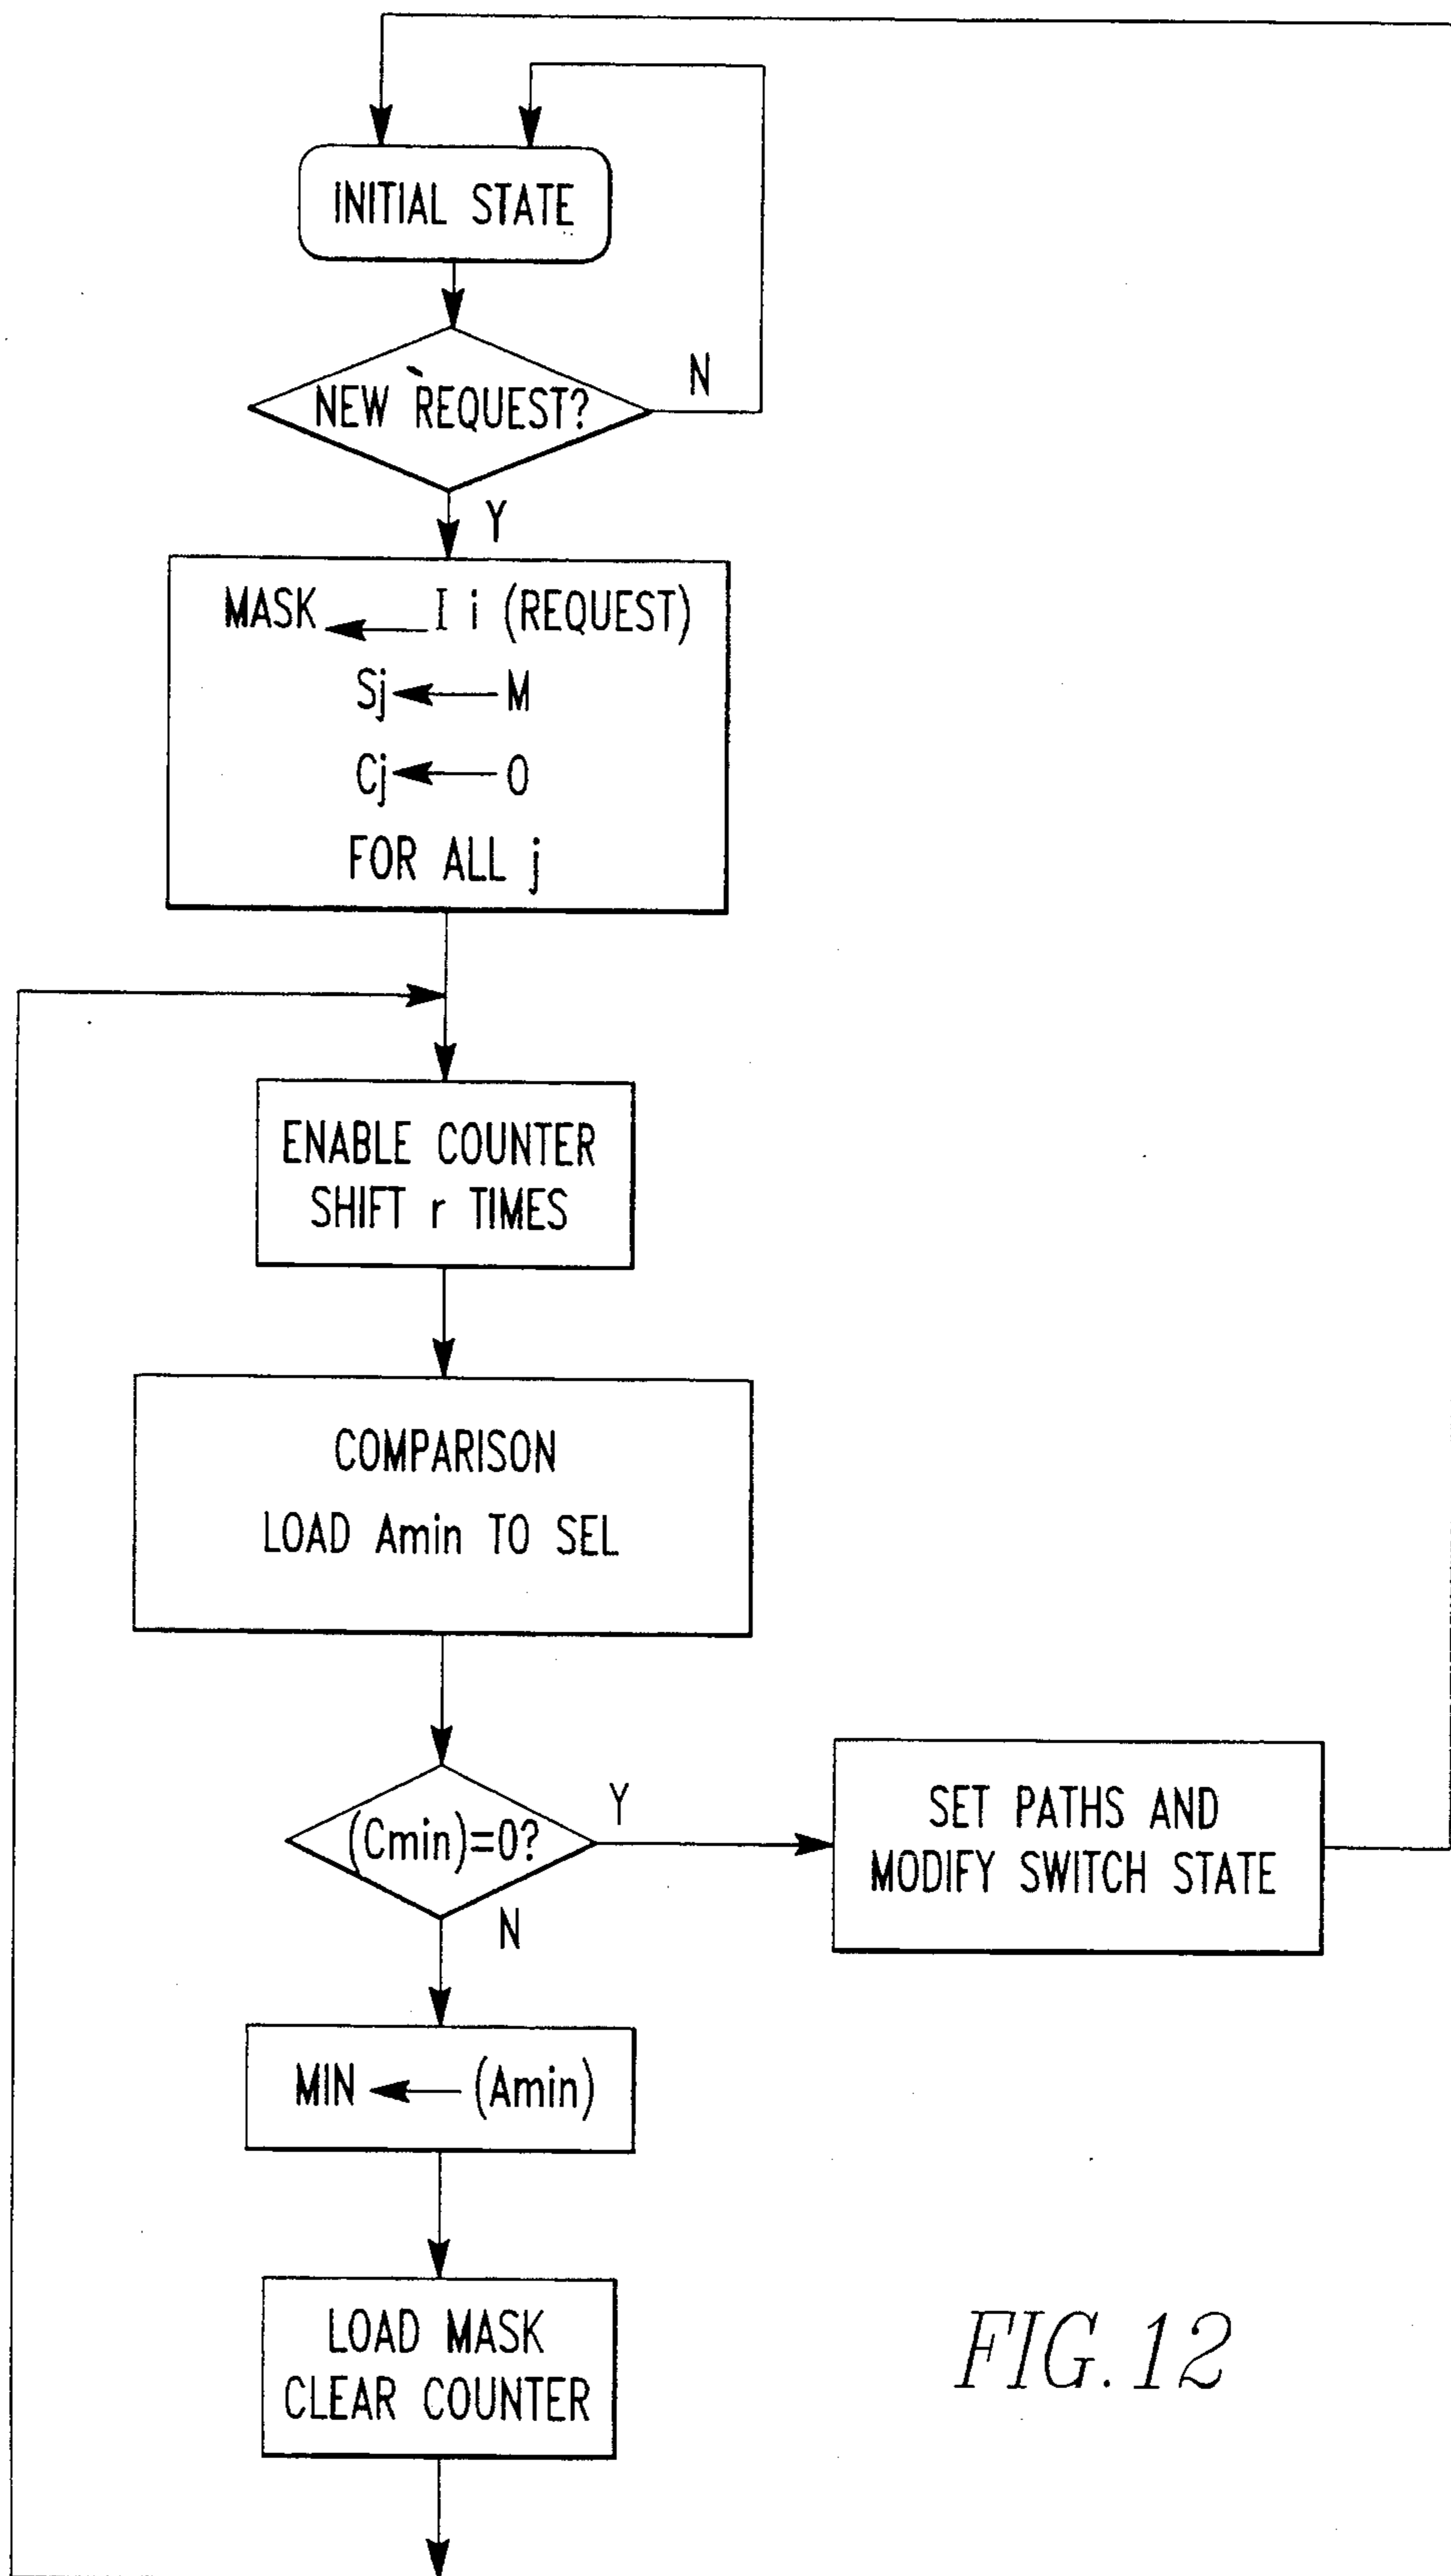 INITIAL STATE
NEW REQUEST?
N
Y
MASK ← I i (REQUEST)
Sj ← M
Cj ← 0
FOR ALL j
ENABLE COUNTER
SHIFT r TIMES
COMPARISON
LOAD Amin TO SEL
(Cmin)=0?
Y
N
SET PATHS AND
MODIFY SWITCH STATE
MIN ← (Amin)
LOAD MASK
CLEAR COUNTER
FIG. 12